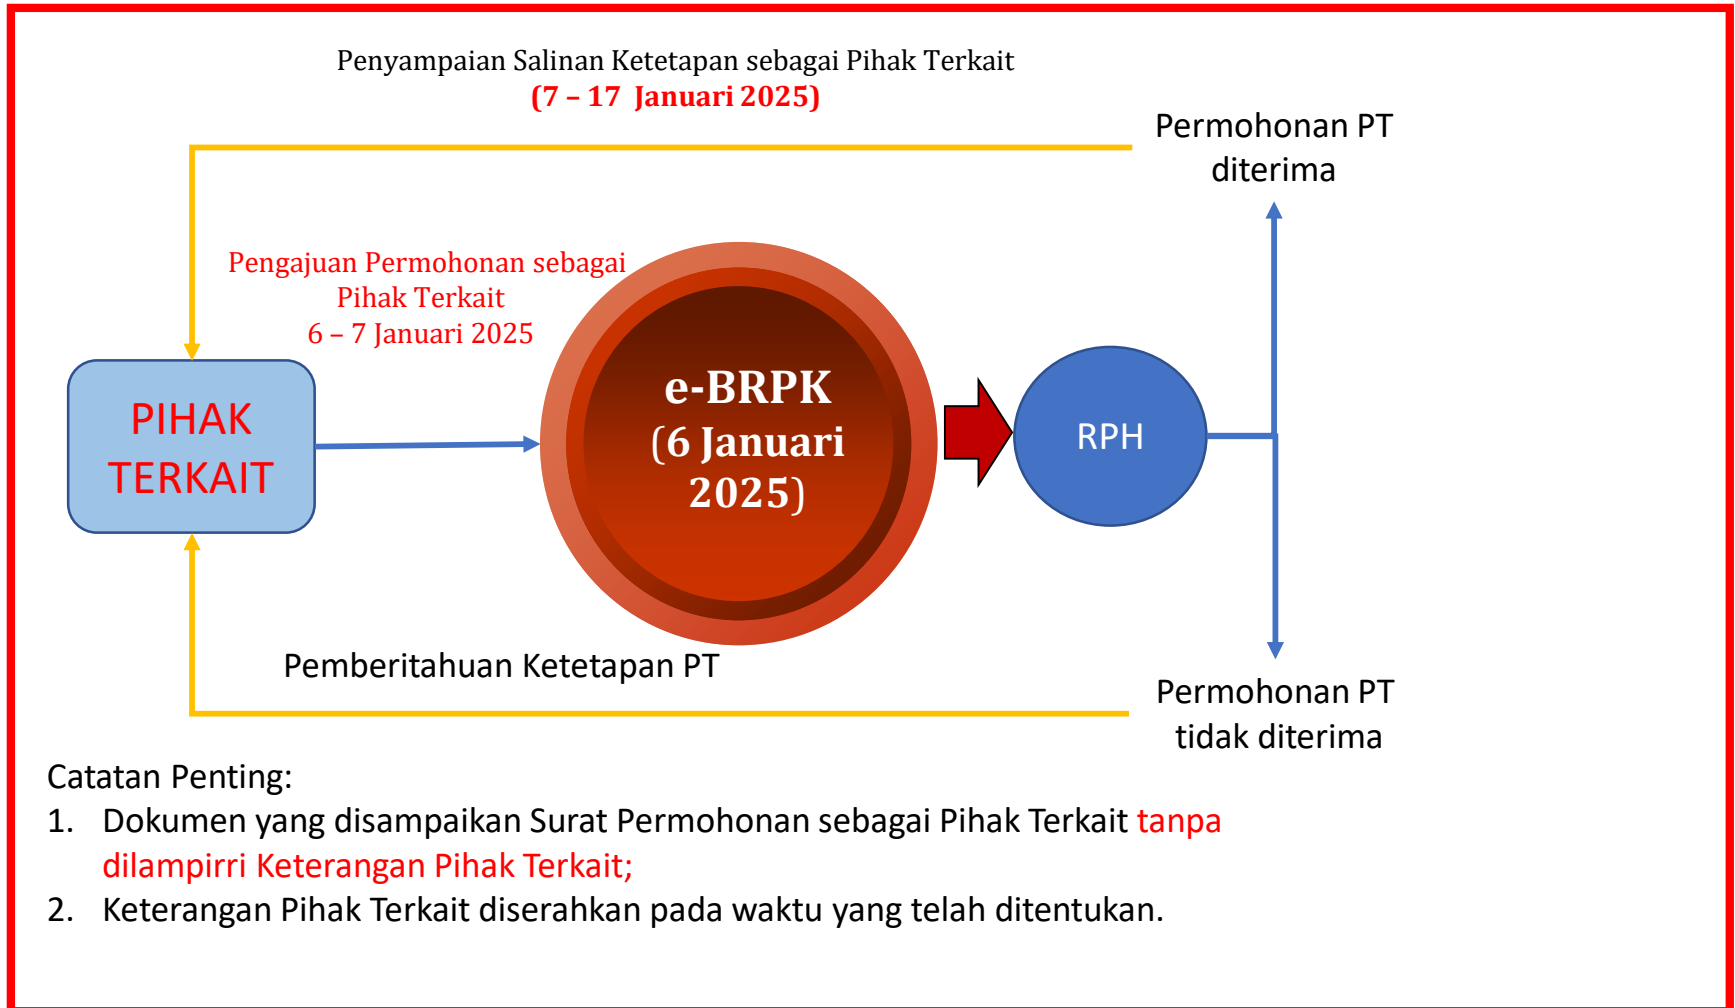 Penyampaian Salinan Ketetapan sebagai Pihak Terkait
(7 – 17 Januari 2025)
Permohonan PT
diterima
Pengajuan Permohonan sebagai
Pihak Terkait
6 – 7 Januari 2025
PIHAK
TERKAIT
e-BRPK
(6 Januari
2025)
RPH
Pemberitahuan Ketetapan PT
Permohonan PT
tidak diterima
Catatan Penting:
1. Dokumen yang disampaikan Surat Permohonan sebagai Pihak Terkait tanpa
dilampirri Keterangan Pihak Terkait;
2. Keterangan Pihak Terkait diserahkan pada waktu yang telah ditentukan.